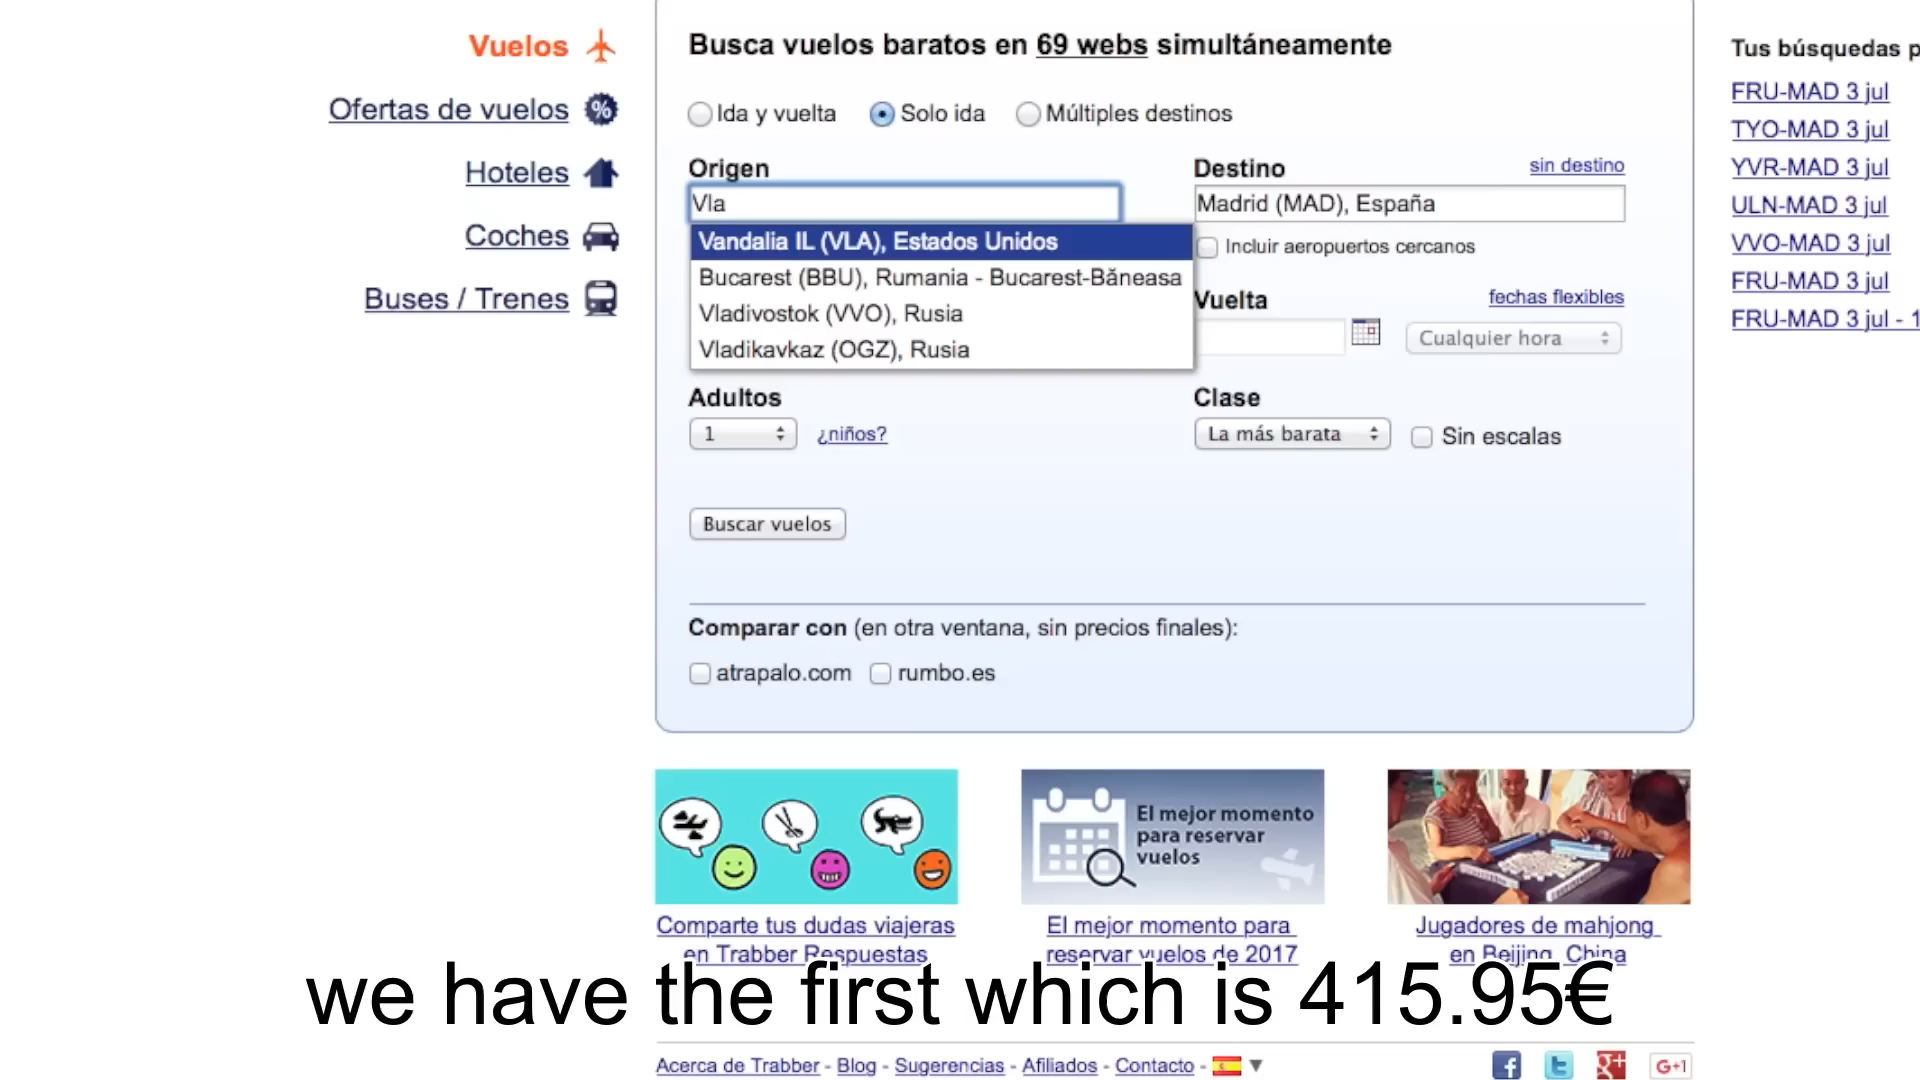 Vuelos
Ofertas de vuelos
Hoteles
Coches
Buses / Trenes
Busca vuelos baratos en 69 webs simultáneamente
Ida y vuelta Solo ida Múltiples destinos
Origen
Vla
Vandalia IL (VLA), Estados Unidos
Bucarest (BBU), Rumania - Bucarest-Băneasa
Vladivostok (VVO), Rusia
Vladikavkaz (OGZ), Rusia
Destino sin destino
Madrid (MAD), España
Incluir aeropuertos cercanos
Vuelta fechas flexibles
Cualquier hora
Adultos
1 ¿niños?
Clase
La más barata Sin escalas
Buscar vuelos
Comparar con (en otra ventana, sin precios finales):
atrapalo.com rumbo.es
Tus búsquedas p
FRU-MAD 3 jul
TYO-MAD 3 jul
YVR-MAD 3 jul
ULN-MAD 3 jul
VVO-MAD 3 jul
FRU-MAD 3 jul
FRU-MAD 3 jul - 1
El mejor momento
para reservar
vuelos
Comparte tus dudas viajeras
en Trabber Respuestas
El mejor momento para
reservar vuelos de 2017
Jugadores de mahjong
en Beijing, China
we have the first which is 415.95€
Acerca de Trabber - Blog - Sugerencias - Afiliados - Contacto - ▼
f t g+ G+1